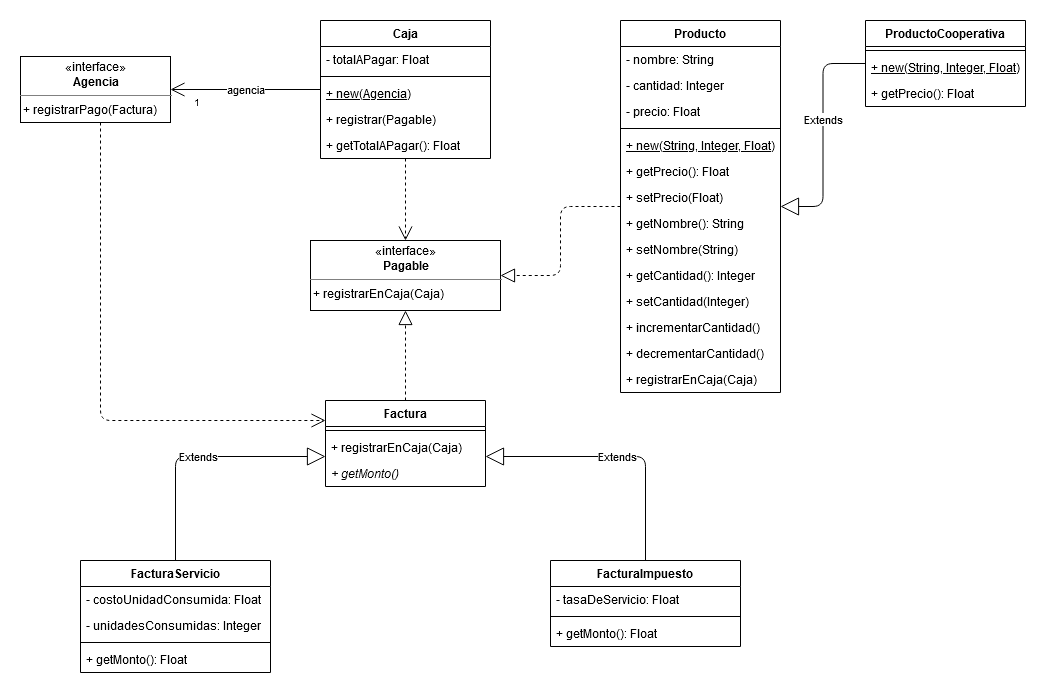 «interface»
Agencia
+ registrarPago(Factura)
agencia
1
Caja
- totalAPagar: Float
+ new(Agencia)
+ registrar(Pagable)
+ getTotalAPagar(): Float
Producto
- nombre: String
- cantidad: Integer
- precio: Float
+ new(String, Integer, Float)
+ getPrecio(): Float
+ setPrecio(Float)
+ getNombre(): String
+ setNombre(String)
+ getCantidad(): Integer
+ setCantidad(Integer)
+ incrementarCantidad()
+ decrementarCantidad()
+ registrarEnCaja(Caja)
Extends
ProductoCooperativa
+ new(String, Integer, Float)
+ getPrecio(): Float
«interface»
Pagable
+ registrarEnCaja(Caja)
Factura
+ registrarEnCaja(Caja)
+ getMonto()
Extends
Extends
FacturaServicio
- costoUnidadConsumida: Float
- unidadesConsumidas: Integer
+ getMonto(): Float
FacturaImpuesto
- tasaDeServicio: Float
+ getMonto(): Float